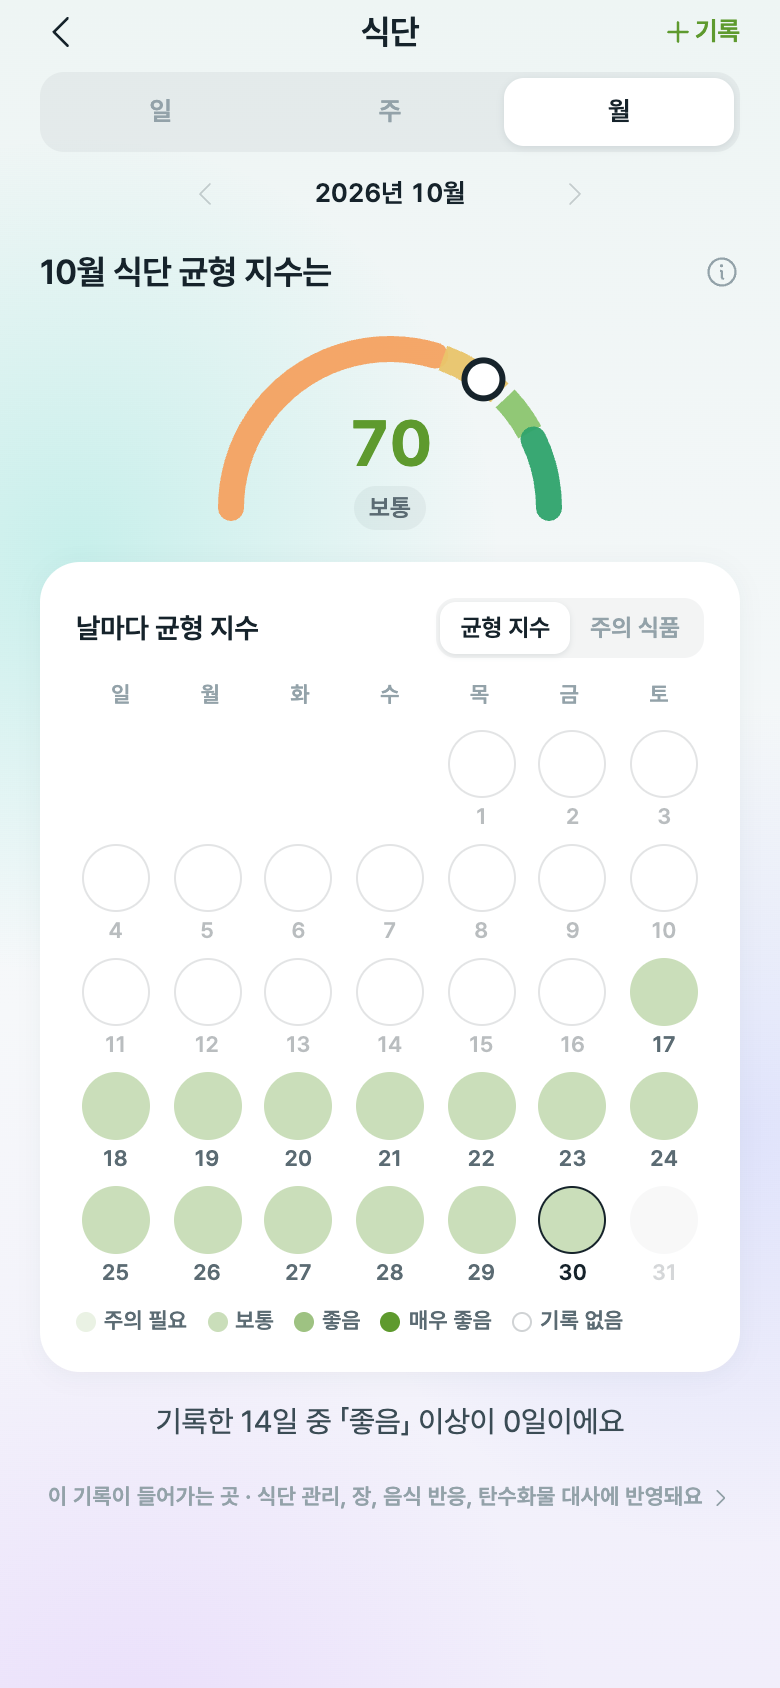 식단
+ 기록
일 주 월
2026년 10월
10월 식단 균형 지수는
70
보통
날마다 균형 지수
균형 지수 주의 식품
일 월 화 수 목 금 토
1 2 3
4 5 6 7 8 9 10
11 12 13 14 15 16 17
18 19 20 21 22 23 24
25 26 27 28 29 30 31
주의 필요 보통 좋음 매우 좋음 기록 없음
기록한 14일 중 「좋음」 이상이 0일이에요
이 기록이 들어가는 곳 · 식단 관리, 장, 음식 반응, 탄수화물 대사에 반영돼요